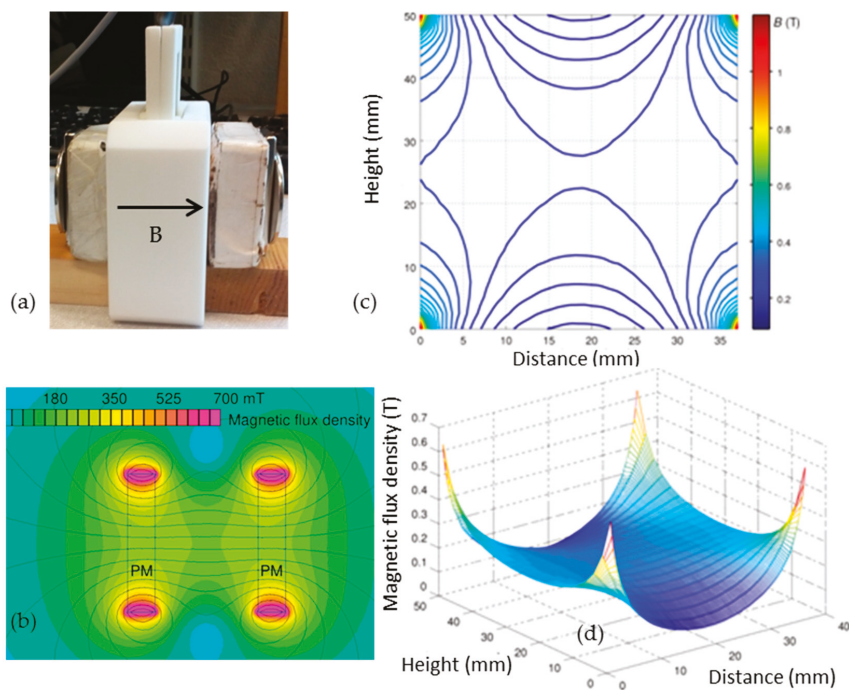 B
(a)
50
40
30
20
10
0
Height (mm)
0
5
10
15
20
25
30
35
Distance (mm)
B (T)
1
0.8
0.6
0.4
0.2
(c)
180 350 525 700 mT
Magnetic flux density
PM PM
(b)
0.7
0.6
0.5
0.4
0.3
0.2
0.1
0
Magnetic flux density (T)
50
40
30
20
10
0
Height (mm)
0
10
20
30
40
Distance (mm)
(d)